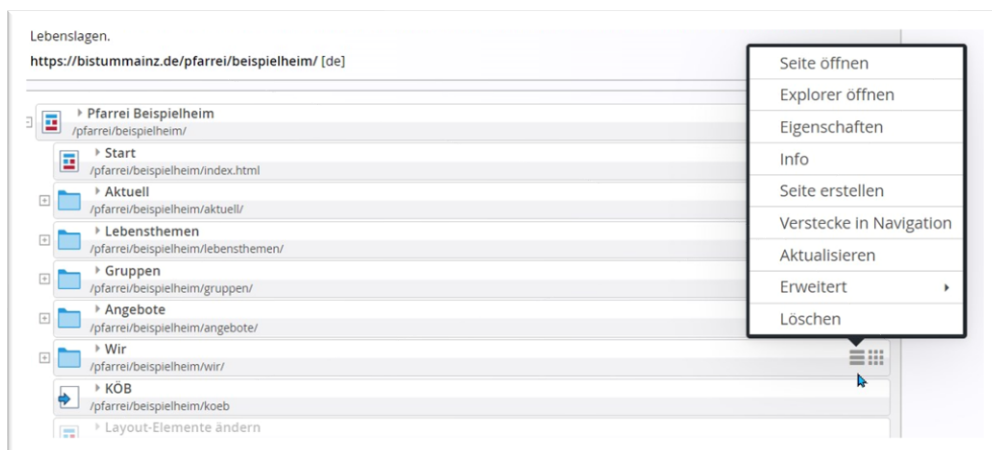 Lebenslagen.
https://bistummainz.de/pfarrei/beispielheim/ [de]
Pfarrei Beispielheim
/pfarrei/beispielheim/
Start
/pfarrei/beispielheim/index.html
Aktuell
/pfarrei/beispielheim/aktuell/
Lebensthemen
/pfarrei/beispielheim/lebensthemen/
Gruppen
/pfarrei/beispielheim/gruppen/
Angebote
/pfarrei/beispielheim/angebote/
Wir
/pfarrei/beispielheim/wir/
KÖB
/pfarrei/beispielheim/koeb
Layout-Elemente ändern
Seite öffnen
Explorer öffnen
Eigenschaften
Info
Seite erstellen
Verstecke in Navigation
Aktualisieren
Erweitert
Löschen